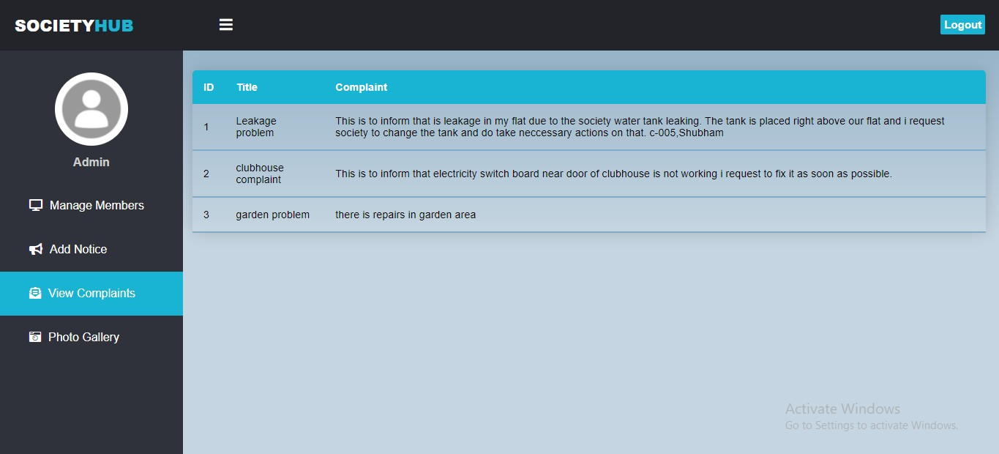 SOCIETYHUB
Logout
Admin
Manage Members
Add Notice
View Complaints
Photo Gallery
ID Title Complaint
1 Leakage problem This is to inform that is leakage in my flat due to the society water tank leaking. The tank is placed right above our flat and i request
society to change the tank and do take neccessary actions on that. c-005,Shubham
2 clubhouse complaint This is to inform that electricity switch board near door of clubhouse is not working i request to fix it as soon as possible.
3 garden problem there is repairs in garden area
Activate Windows
Go to Settings to activate Windows.